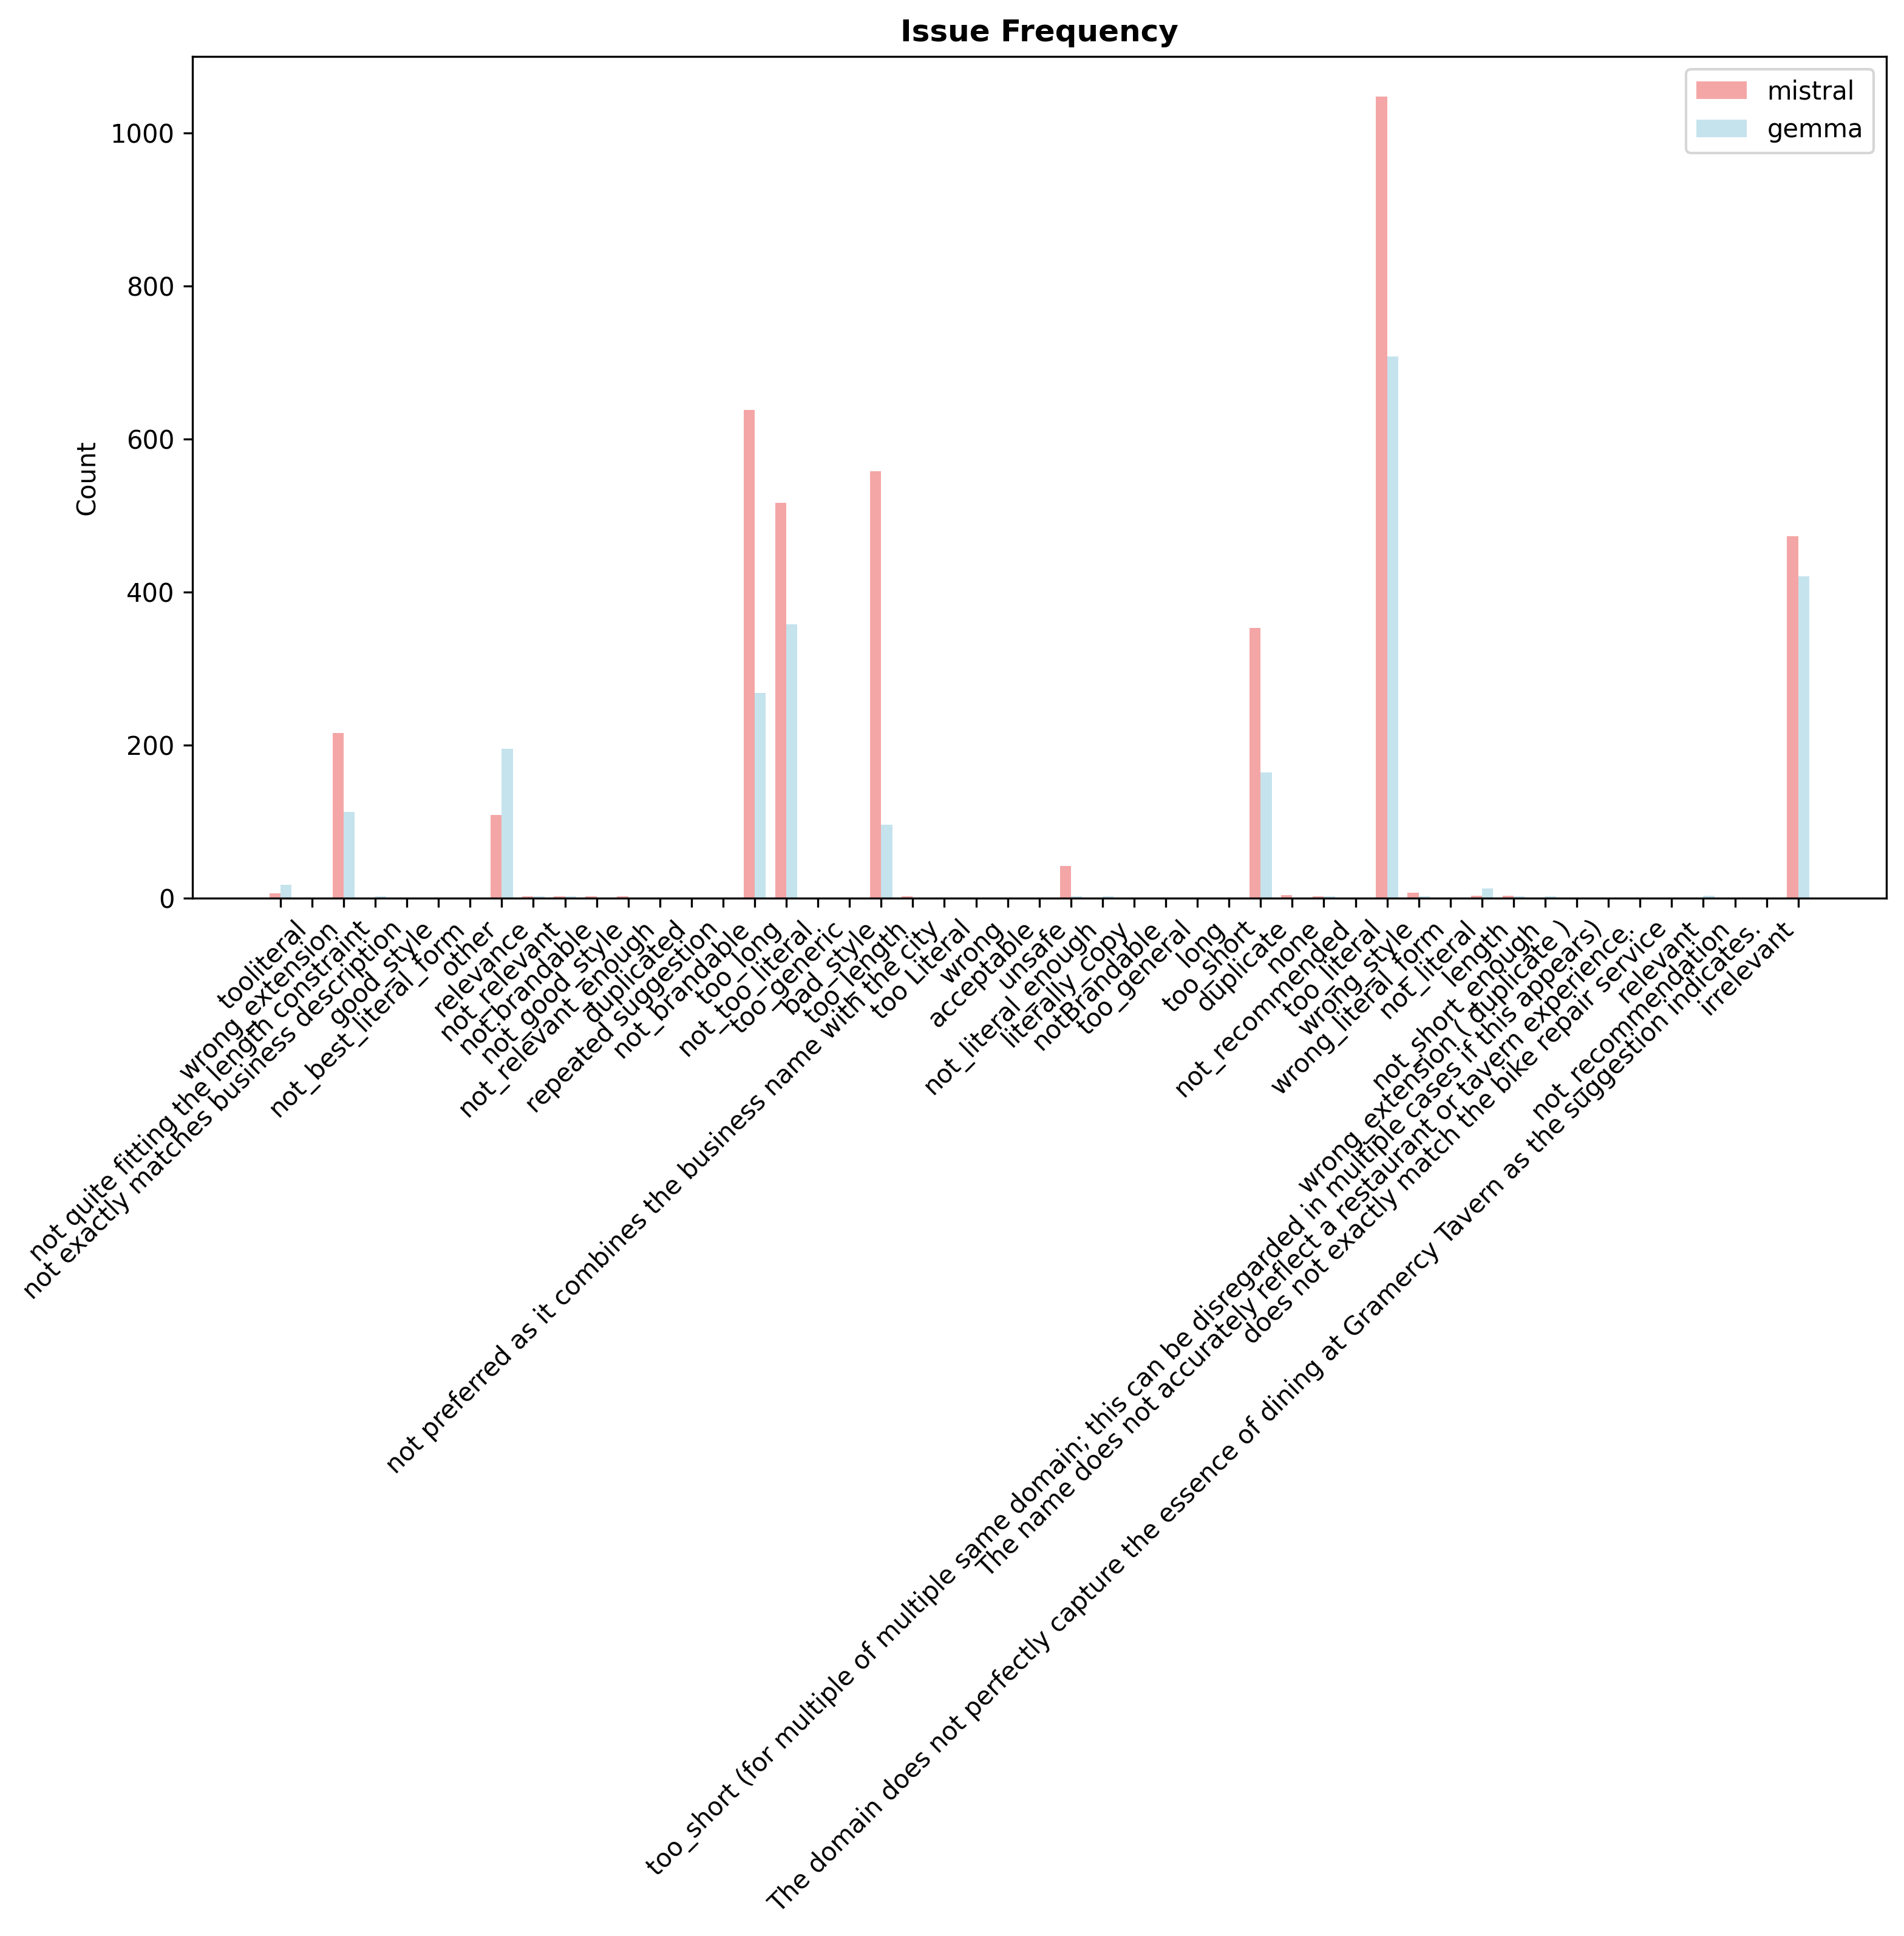 Issue Frequency
mistral
gemma
1000
800
600
400
200
0
Count
tooliteral
wrong_extension
not quite fitting the length constraint
not exactly matches business description
good_style
not_best_literal_form
other
relevance
not_relevant
not.brandable
not_good_style
not_relevant_enough
duplicated
repeated suggestion
not_brandable
too_long
not_too_literal
too_generic
bad_style
too_length
not preferred as it combines the business name with the city
too Literal
wrong
acceptable
unsafe
not_literal_enough
literally_copy
notBrandable
too_general
long
too_short
duplicate
none
not_recommended
too_literal
wrong_style
wrong_literal_form
not_literal
length
not_short_enough
wrong_extension ( duplicate )
too_short (for multiple of multiple same domain; this can be disregarded in multiple cases if this appears)
The name does not accurately reflect a restaurant or tavern experience.
does not exactly match the bike repair service
relevant
not_recommendation
The domain does not perfectly capture the essence of dining at Gramercy Tavern as the suggestion indicates.
irrelevant